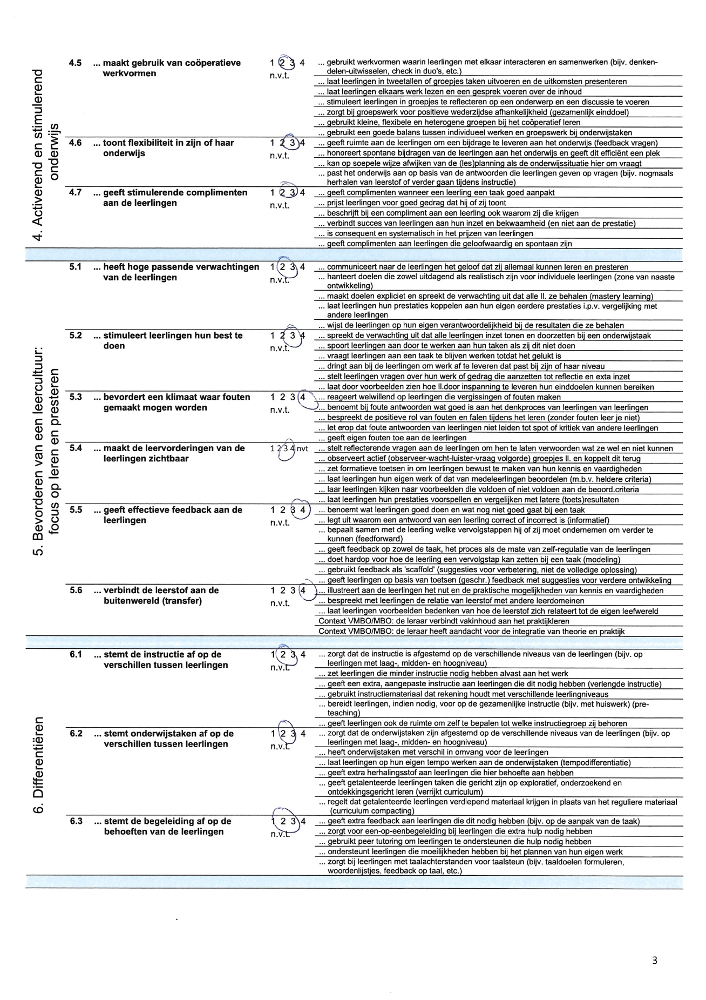 4. Activerend en stimulerend
onderwijs
4.5 ... maakt gebruik van coöperatieve
werkvormen
1 2 3 4
n.v.t.
... gebruikt werkvormen waarin leerlingen met elkaar interacteren en samenwerken (bijv. denken-
delen-uitwisselen, check in duo's, etc.)
... laat leerlingen in tweetallen of groepjes taken uitvoeren en de uitkomsten presenteren
... laat leerlingen elkaars werk lezen en een gesprek voeren over de inhoud
... stimuleert leerlingen in groepjes te reflecteren op een onderwerp en een discussie te voeren
... zorgt bij groepswerk voor positieve wederzijdse afhankelijkheid (gezamenlijk einddoel)
... gebruikt kleine, flexibele en heterogene groepen bij het coöperatief leren
... gebruikt een goede balans tussen individueel werken en groepswerk bij onderwijstaken
4.6 ... toont flexibiliteit in zijn of haar
onderwijs
1 2 3 4
n.v.t.
... geeft ruimte aan de leerlingen om een bijdrage te leveren aan het onderwijs (feedback vragen)
... honoreert spontane bijdragen van de leerlingen aan het onderwijs en geeft dit efficiënt een plek
... kan op soepele wijze afwijken van de (les)planning als de onderwijssituatie hier om vraagt
... past het onderwijs aan op basis van de antwoorden die leerlingen geven op vragen (bijv. nogmaals
herhalen van leerstof of verder gaan tijdens instructie)
4.7 ... geeft stimulerende complimenten
aan de leerlingen
1 2 3 4
n.v.t.
... geeft complimenten wanneer een leerling een taak goed aanpakt
... prijst leerlingen voor goed gedrag dat hij of zij toont
... beschrijft bij een compliment aan een leerling ook waarom zij die krijgen
... verbindt succes van leerlingen aan hun inzet en bekwaamheid (en niet aan de prestatie)
... is consequent en systematisch in het prijzen van leerlingen
... geeft complimenten aan leerlingen die geloofwaardig en spontaan zijn
5. Bevorderen van een leercultuur:
focus op leren en presteren
5.1 ... heeft hoge passende verwachtingen
van de leerlingen
1 2 3 4
n.v.t.
... communiceert naar de leerlingen het geloof dat zij allemaal kunnen leren en presteren
... hanteert doelen die zowel uitdagend als realistisch zijn voor individuele leerlingen (zone van naaste
ontwikkeling)
... maakt doelen expliciet en spreekt de verwachting uit dat alle ll. ze behalen (mastery learning)
... laat leerlingen hun prestaties koppelen aan hun eigen eerdere prestaties i.p.v. vergelijking met
andere leerlingen
... wijst de leerlingen op hun eigen verantwoordelijkheid bij de resultaten die ze behalen
5.2 ... stimuleert leerlingen hun best te
doen
1 2 3 4
n.v.t.
... spreekt de verwachting uit dat alle leerlingen inzet tonen en doorzetten bij een onderwijstaak
... spoort leerlingen aan door te werken aan hun taken als zij dit niet doen
... vraagt leerlingen aan een taak te blijven werken totdat het gelukt is
... dringt aan bij de leerlingen om werk af te leveren dat past bij zijn of haar niveau
... stelt leerlingen vragen over hun werk of gedrag die aanzetten tot reflectie en exta inzet
... laat door voorbeelden zien hoe ll.door inspanning te leveren hun einddoelen kunnen bereiken
5.3 ... bevordert een klimaat waar fouten
gemaakt mogen worden
1 2 3 4
n.v.t.
... reageert welwillend op leerlingen die vergissingen of fouten maken
... benoemt bij foute antwoorden wat goed is aan het denkproces van leerlingen van leerlingen
... bespreekt de positieve rol van fouten en falen tijdens het leren (zonder fouten leer je niet)
... let erop dat foute antwoorden van leerlingen niet leiden tot spot of kritiek van andere leerlingen
... geeft eigen fouten toe aan de leerlingen
5.4 ... maakt de leervorderingen van de
leerlingen zichtbaar
1 2 3 4 nvt
... stelt reflecterende vragen aan de leerlingen om hen te laten verwoorden wat ze wel en niet kunnen
... observeert actief (observeer-wacht-luister-vraag volgorde) groepjes ll. en koppelt dit terug
... zet formatieve toetsen in om leerlingen bewust te maken van hun kennis en vaardigheden
... laat leerlingen hun eigen werk of dat van medeleerlingen beoordelen (m.b.v. heldere criteria)
... laar leerlingen kijken naar voorbeelden die voldoen of niet voldoen aan de beoord.criteria
... laat leerlingen hun prestaties voorspellen en vergelijken met latere (toets)resultaten
5.5 ... geeft effectieve feedback aan de
leerlingen
1 2 3 4
n.v.t.
... benoemt wat leerlingen goed doen en wat nog niet goed gaat bij een taak
... legt uit waarom een antwoord van een leerling correct of incorrect is (informatief)
... bepaalt samen met de leerling welke vervolgstappen hij of zij moet ondernemen om verder te
kunnen (feedforward)
... geeft feedback op zowel de taak, het proces als de mate van zelf-regulatie van de leerlingen
... doet hardop voor hoe de leerling een vervolgstap kan zetten bij een taak (modeling)
... gebruikt feedback als 'scaffold' (suggesties voor verbetering, niet de volledige oplossing)
... geeft leerlingen op basis van toetsen (geschr.) feedback met suggesties voor verdere ontwikkeling
5.6 ... verbindt de leerstof aan de
buitenwereld (transfer)
1 2 3 4
n.v.t.
... illustreert aan de leerlingen het nut en de praktische mogelijkheden van kennis en vaardigheden
... bespreekt met leerlingen de relatie van leerstof met andere leerdomeinen
... laat leerlingen voorbeelden bedenken van hoe de leerstof zich relateert tot de eigen leefwereld
Context VMBO/MBO: de leraar verbindt vakinhoud aan het praktijkleren
Context VMBO/MBO: de leraar heeft aandacht voor de integratie van theorie en praktijk
6. Differentiëren
6.1 ... stemt de instructie af op de
verschillen tussen leerlingen
1 2 3 4
n.v.t.
... zorgt dat de instructie is afgestemd op de verschillende niveaus van de leerlingen (bijv. op
leerlingen met laag-, midden- en hoogniveau)
... zet leerlingen die minder instructie nodig hebben alvast aan het werk
... geeft een extra, aangepaste instructie aan leerlingen die dit nodig hebben (verlengde instructie)
... gebruikt instructiemateriaal dat rekening houdt met verschillende leerlingniveaus
... bereidt leerlingen, indien nodig, voor op de gezamenlijke instructie (bijv. met huiswerk) (pre-
teaching)
... geeft leerlingen ook de ruimte om zelf te bepalen tot welke instructiegroep zij behoren
6.2 ... stemt onderwijstaken af op de
verschillen tussen leerlingen
1 2 3 4
n.v.t.
... zorgt dat de onderwijstaken zijn afgestemd op de verschillende niveaus van de leerlingen (bijv. op
leerlingen met laag-, midden- en hoogniveau)
... heeft onderwijstaken met verschil in omvang voor de leerlingen
... laat leerlingen op hun eigen tempo werken aan de onderwijstaken (tempodifferentiatie)
... geeft extra herhalingsstof aan leerlingen die hier behoefte aan hebben
... geeft getalenteerde leerlingen taken die gericht zijn op exploratief, onderzoekend en
ontdekkingsgericht leren (verrijkt curriculum)
... regelt dat getalenteerde leerlingen verdiepend materiaal krijgen in plaats van het reguliere materiaal
(curriculum compacting)
6.3 ... stemt de begeleiding af op de
behoeften van de leerlingen
1 2 3 4
n.v.t.
... geeft extra feedback aan leerlingen die dit nodig hebben (bijv. op de aanpak van de taak)
... zorgt voor een-op-eenbegeleiding bij leerlingen die extra hulp nodig hebben
... gebruikt peer tutoring om leerlingen te ondersteunen die hulp nodig hebben
... ondersteunt leerlingen die moeilijkheden hebben bij het plannen van hun eigen werk
... zorgt bij leerlingen met taalachterstanden voor taalsteun (bijv. taaldoelen formuleren,
woordenlijstjes, feedback op taal, etc.)
3